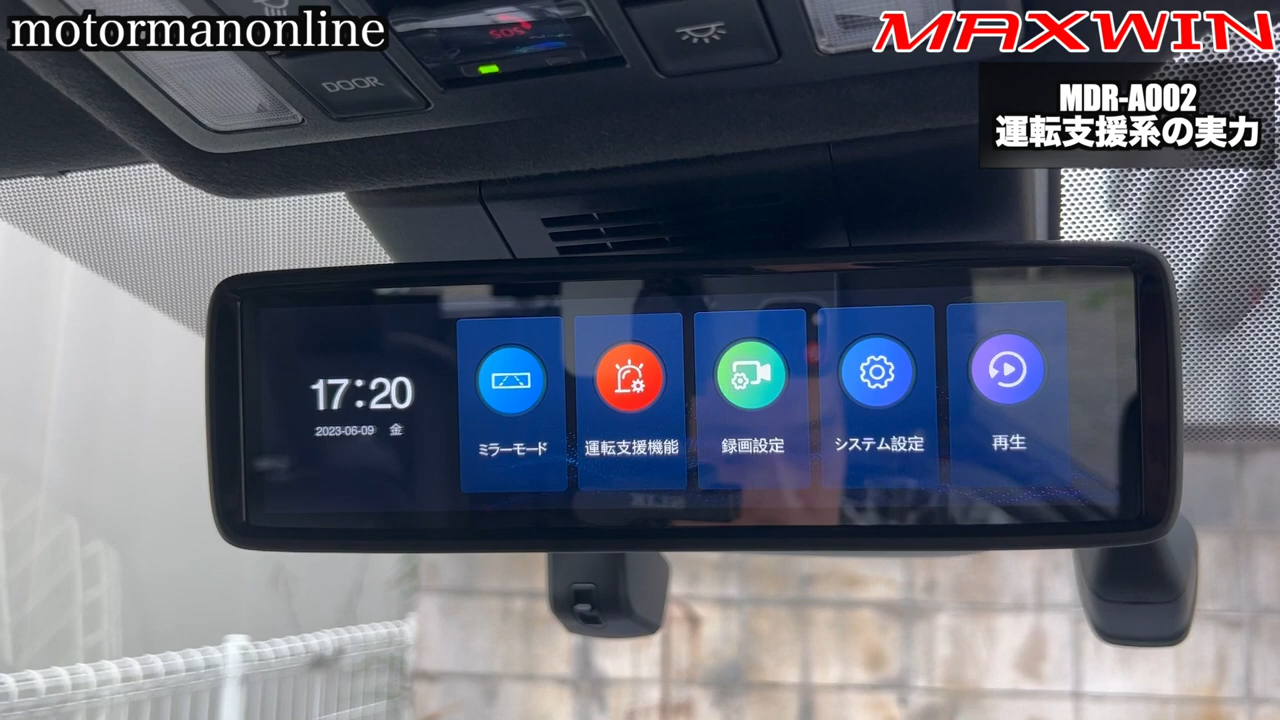 motormanonline
MAXWIN
MDR-A002
運転支援系の実力
SOS
DOOR
17:20
2023-06-09 金
ミラーモード
運転支援機能
録画設定
システム設定
再生